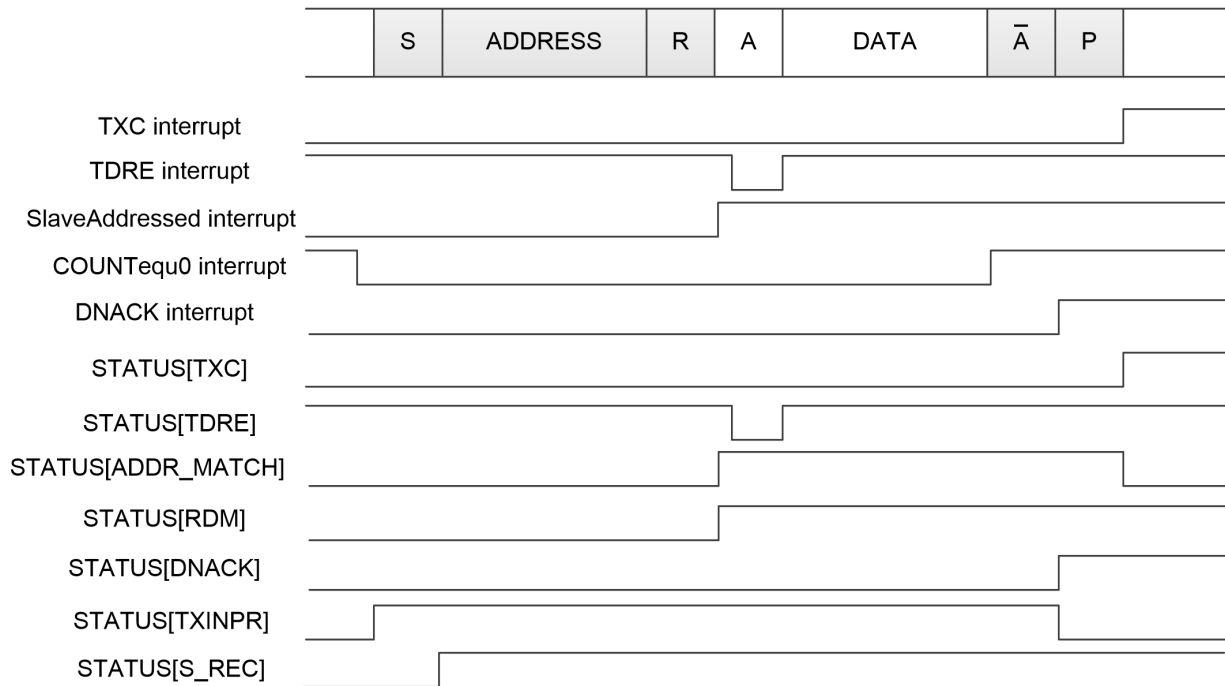 S ADDRESS R A DATA A̅ P
TXC interrupt
TDRE interrupt
SlaveAddressed interrupt
COUNTequ0 interrupt
DNACK interrupt
STATUS[TXC]
STATUS[TDRE]
STATUS[ADDR_MATCH]
STATUS[RDM]
STATUS[DNACK]
STATUS[TXINPR]
STATUS[S_REC]